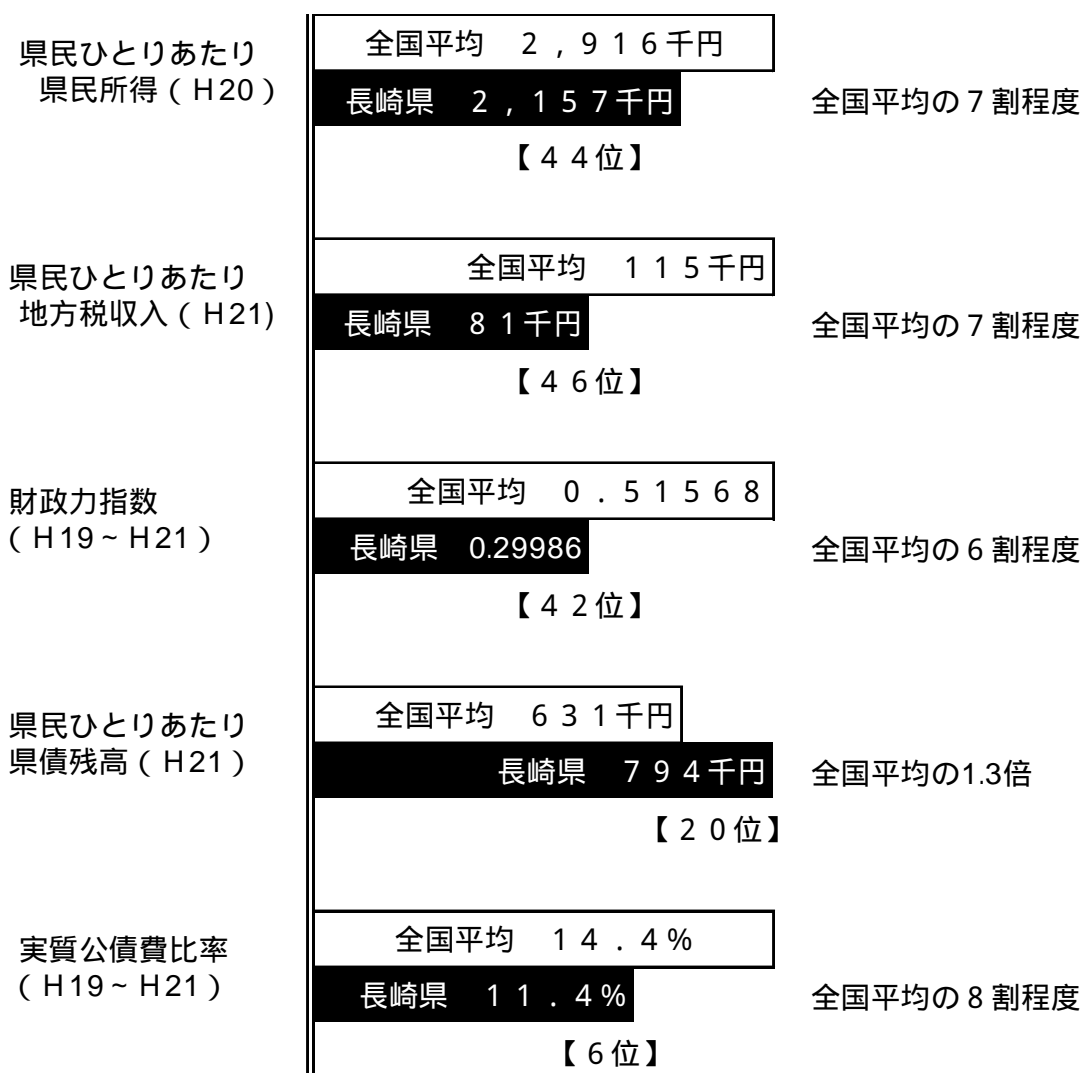 県民ひとりあたり
県民所得（H20）
全国平均　２，９１６千円
長崎県　２，１５７千円
全国平均の７割程度
【４４位】
県民ひとりあたり
地方税収入（H21)
全国平均　１１５千円
長崎県　８１千円
全国平均の７割程度
【４６位】
財政力指数
（H19～H21）
全国平均　０．５１５６８
長崎県　0.29986
全国平均の６割程度
【４２位】
県民ひとりあたり
県債残高（H21）
全国平均　６３１千円
長崎県　７９４千円
全国平均の1.3倍
【２０位】
実質公債費比率
（H19～H21）
全国平均　１４．４％
長崎県　１１．４％
全国平均の８割程度
【６位】